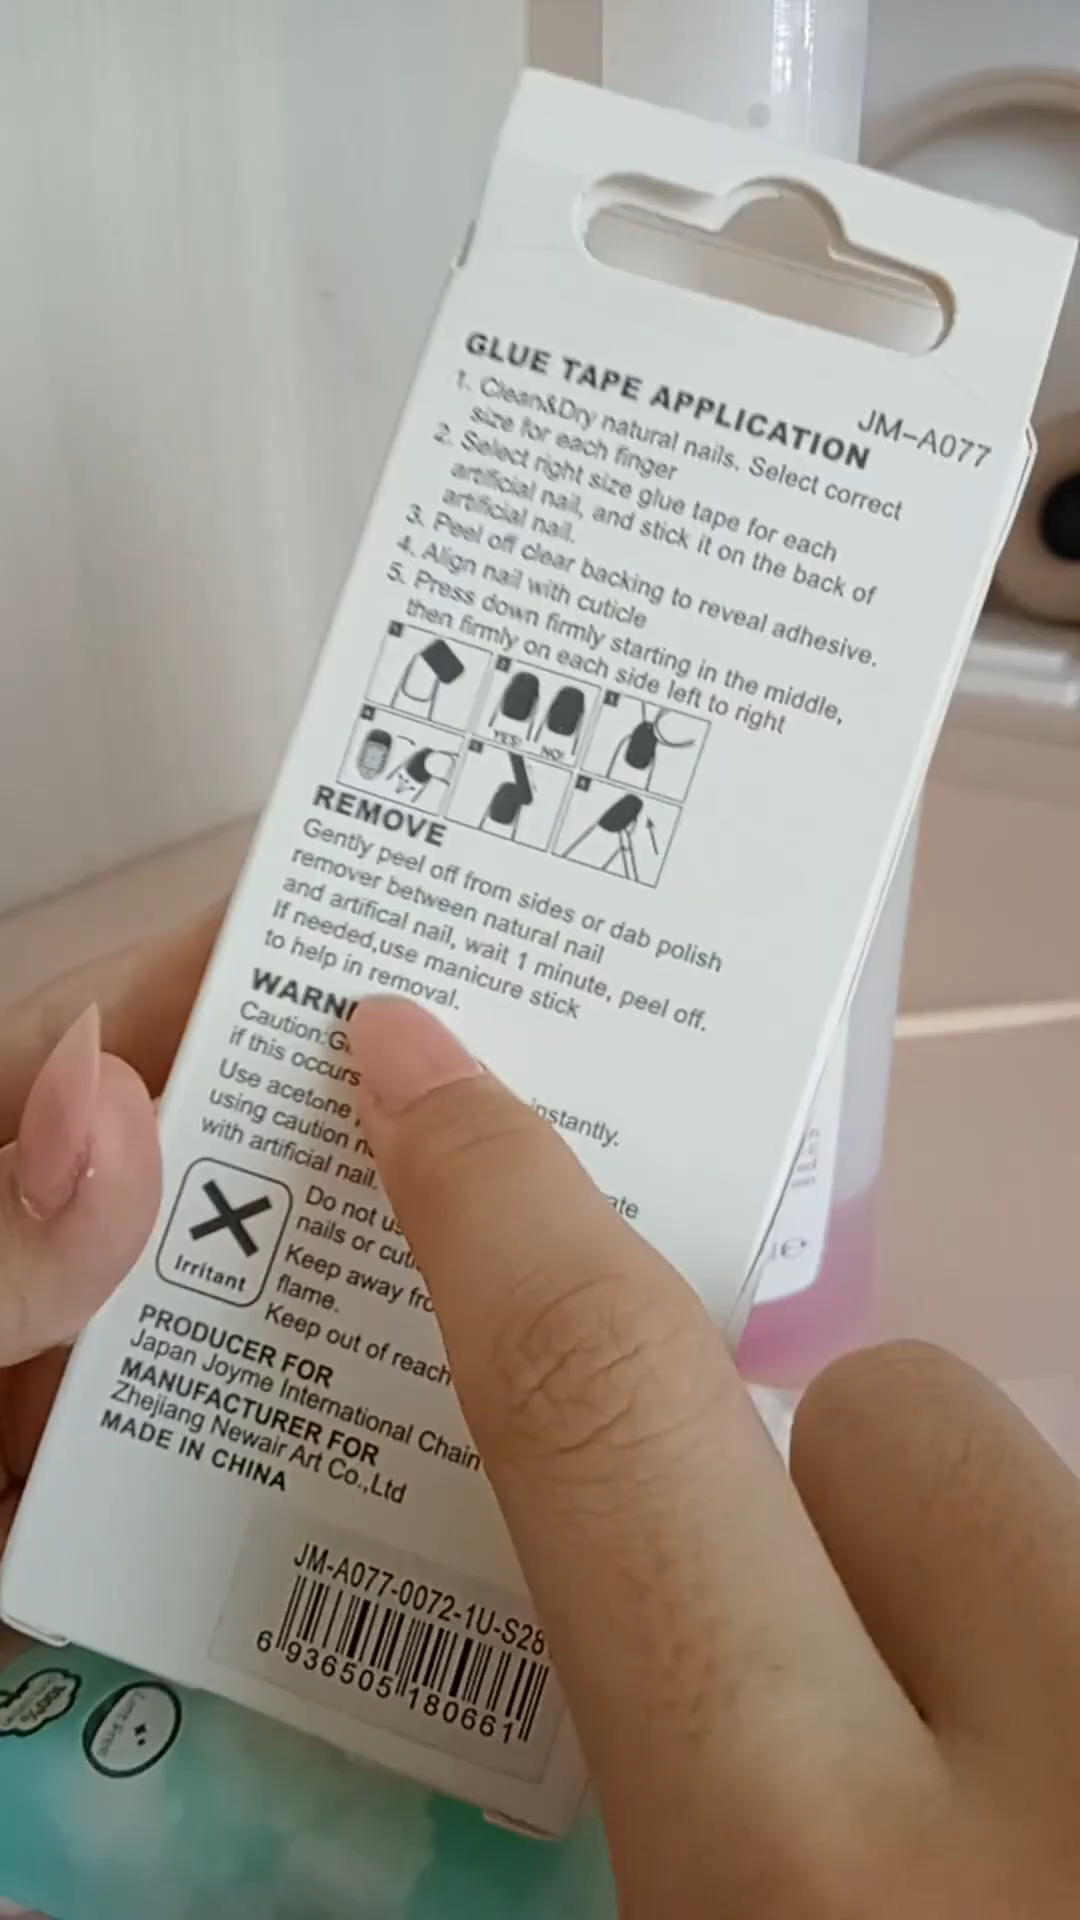 JM-A077
GLUE TAPE APPLICATION
1. Clean&Dry natural nails. Select correct
size for each finger
2. Select right size glue tape for each
artificial nail, and stick it on the back of
artificial nail.
3. Peel off clear backing to reveal adhesive.
4. Align nail with cuticle
5. Press down firmly starting in the middle,
then firmly on each side left to right
YES! NO!
REMOVE
Gently peel off from sides or dab polish
remover between natural nail
and artifical nail, wait 1 minute, peel off.
If needed,use manicure stick
to help in removal.
WARNI
Caution:G
instantly.
if this occurs
Use acetone
using caution
with artificial nail.
Do not us
nails or cut
Keep away fro
flame.
Keep out of reach
Irritant
PRODUCER FOR
Japan Joyme International Chain
MANUFACTURER FOR
Zhejiang Newair Art Co.,Ltd
MADE IN CHINA
JM-A077-0072-1U-S28
6 936505 180661